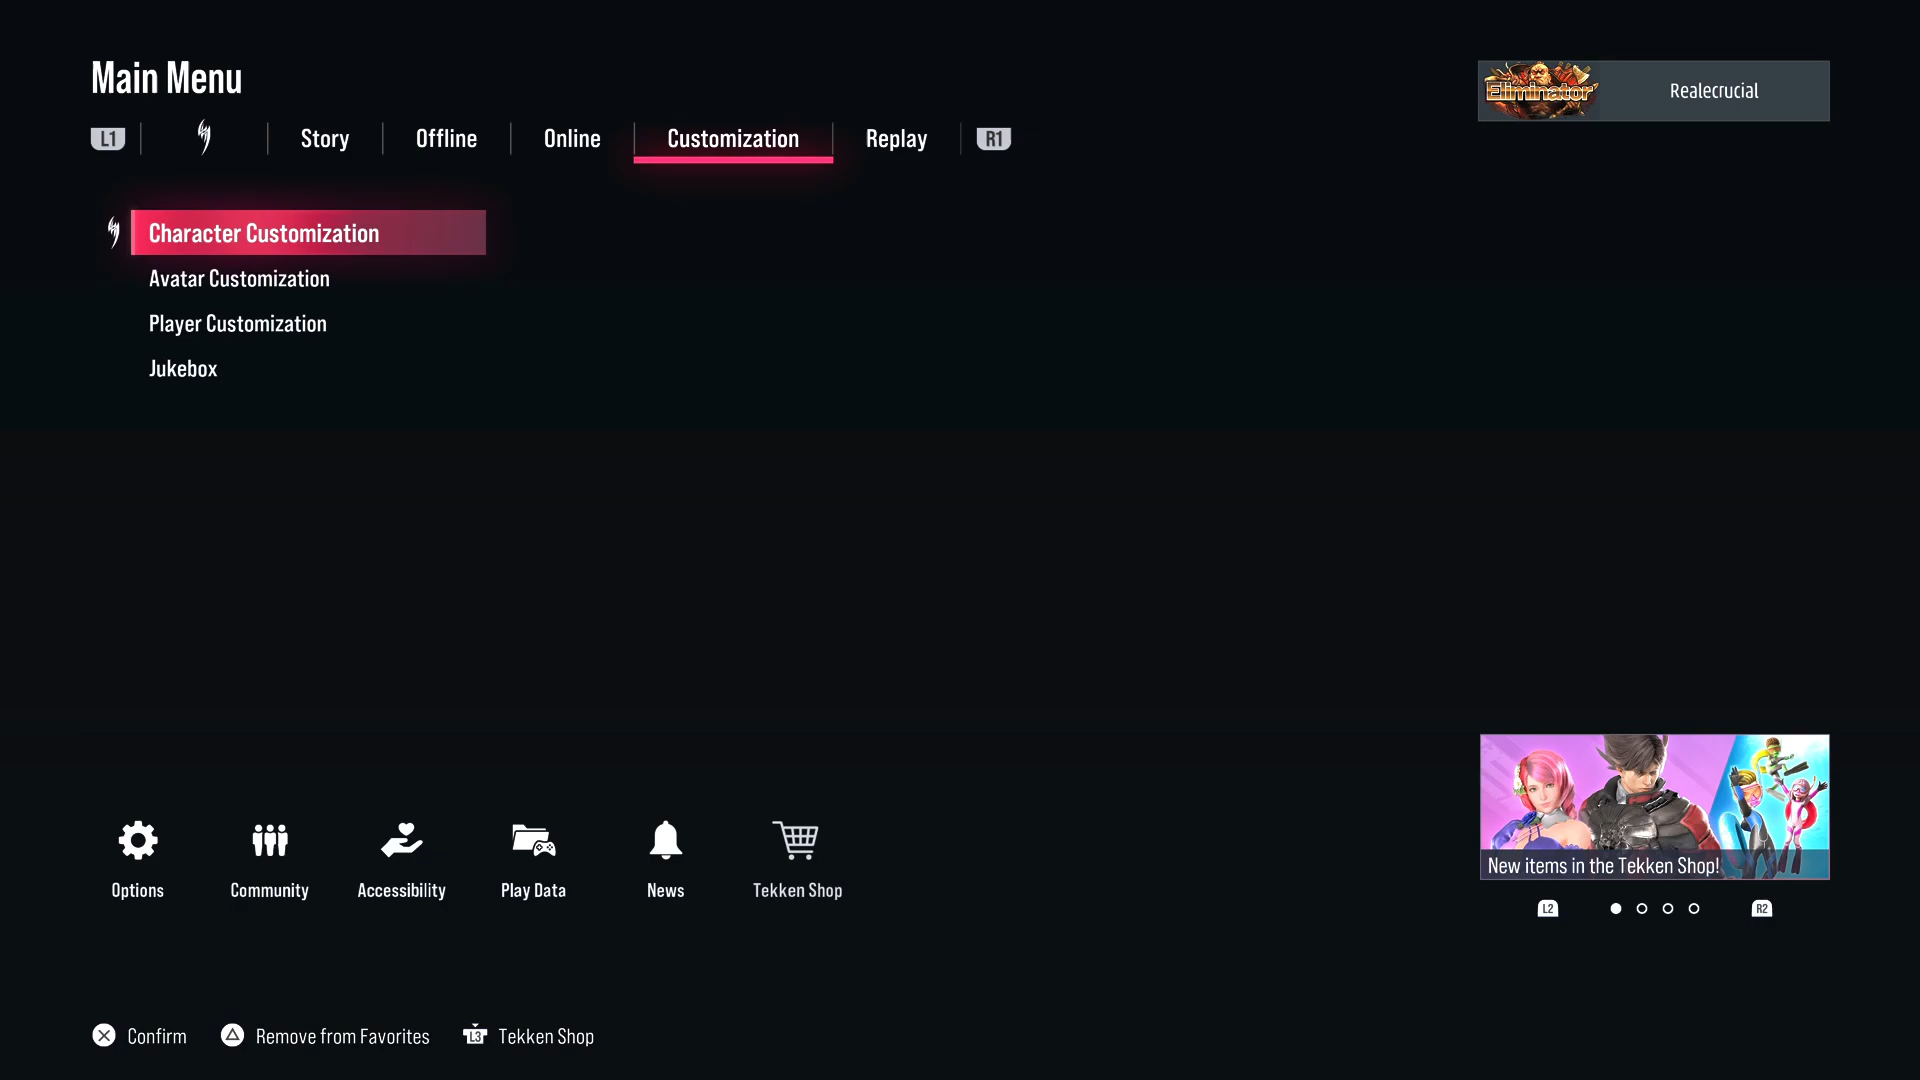 Main Menu
Eliminator
Realecrucial
L1
Story
Offline
Online
Customization
Replay
R1
Character Customization
Avatar Customization
Player Customization
Jukebox
New items in the Tekken Shop!
L2
R2
Options
Community
Accessibility
Play Data
News
Tekken Shop
Confirm
Remove from Favorites
L3
Tekken Shop